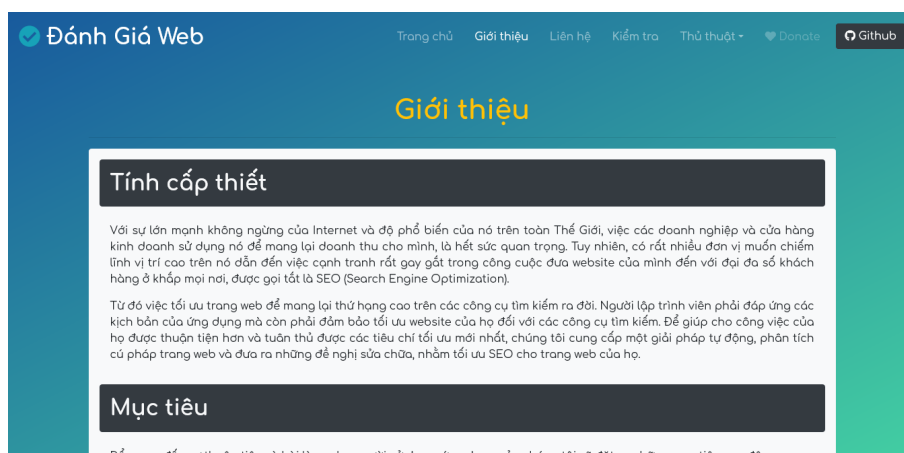 Đánh Giá Web
Trang chủ Giới thiệu Liên hệ Kiểm tra Thủ thuật Donate Github
Giới thiệu
Tính cấp thiết
Với sự lớn mạnh không ngừng của Internet và độ phổ biến của nó trên toàn Thế Giới, việc các doanh nghiệp và cửa hàng
kinh doanh sử dụng nó để mang lại doanh thu cho mình, là hết sức quan trọng. Tuy nhiên, có rất nhiều đơn vị muốn chiếm
lĩnh vị trí cao trên nó dẫn đến việc cạnh tranh rất gay gắt trong công cuộc đưa website của mình đến với đại đa số khách
hàng ở khắp mọi nơi, được gọi tắt là SEO (Search Engine Optimization).
Từ đó việc tối ưu trang web để mang lại thứ hạng cao trên các công cụ tìm kiếm ra đời. Người lập trình viên phải đáp ứng các
kịch bản của ứng dụng mà còn phải đảm bảo tối ưu website của họ đối với các công cụ tìm kiếm. Để giúp cho công việc của
họ được thuận tiện hơn và tuân thủ được các tiêu chí tối ưu mới nhất, chúng tôi cung cấp một giải pháp tự động, phân tích
cú pháp trang web và đưa ra những đề nghị sửa chữa, nhằm tối ưu SEO cho trang web của họ.
Mục tiêu